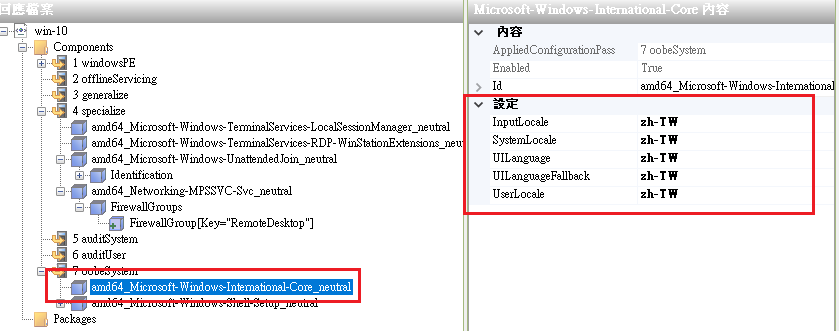 回應檔案
win-10
Components
1 windowsPE
2 offlineServicing
3 generalize
4 specialize
amd64_Microsoft-Windows-TerminalServices-LocalSessionManager_neutral
amd64_Microsoft-Windows-TerminalServices-RDP-WinStationExtensions_neu
amd64_Microsoft-Windows-UnattendedJoin_neutral
Identification
amd64_Networking-MPSSVC-Svc_neutral
FirewallGroups
FirewallGroup[Key="RemoteDesktop"]
5 auditSystem
6 auditUser
7 oobeSystem
amd64_Microsoft-Windows-International-Core_neutral
amd64_Microsoft-Windows-Shell-Setup_neutral
Packages
Microsoft-Windows-International-Core 內容
內容
AppliedConfigurationPass 7 oobeSystem
Enabled True
Id amd64_Microsoft-Windows-International
設定
InputLocale zh-TW
SystemLocale zh-TW
UILanguage zh-TW
UILanguageFallback zh-TW
UserLocale zh-TW